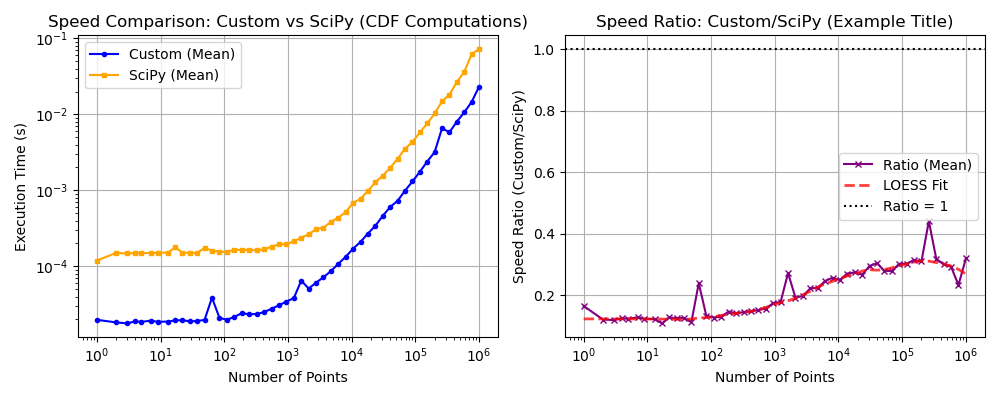 Speed Comparison: Custom vs SciPy (CDF Computations)
Custom (Mean)
SciPy (Mean)
Execution Time (s)
10⁻¹
10⁻²
10⁻³
10⁻⁴
10⁰ 10¹ 10² 10³ 10⁴ 10⁵ 10⁶
Number of Points
Speed Ratio: Custom/SciPy (Example Title)
Ratio (Mean)
LOESS Fit
Ratio = 1
Speed Ratio (Custom/SciPy)
1.0
0.8
0.6
0.4
0.2
10⁰ 10¹ 10² 10³ 10⁴ 10⁵ 10⁶
Number of Points